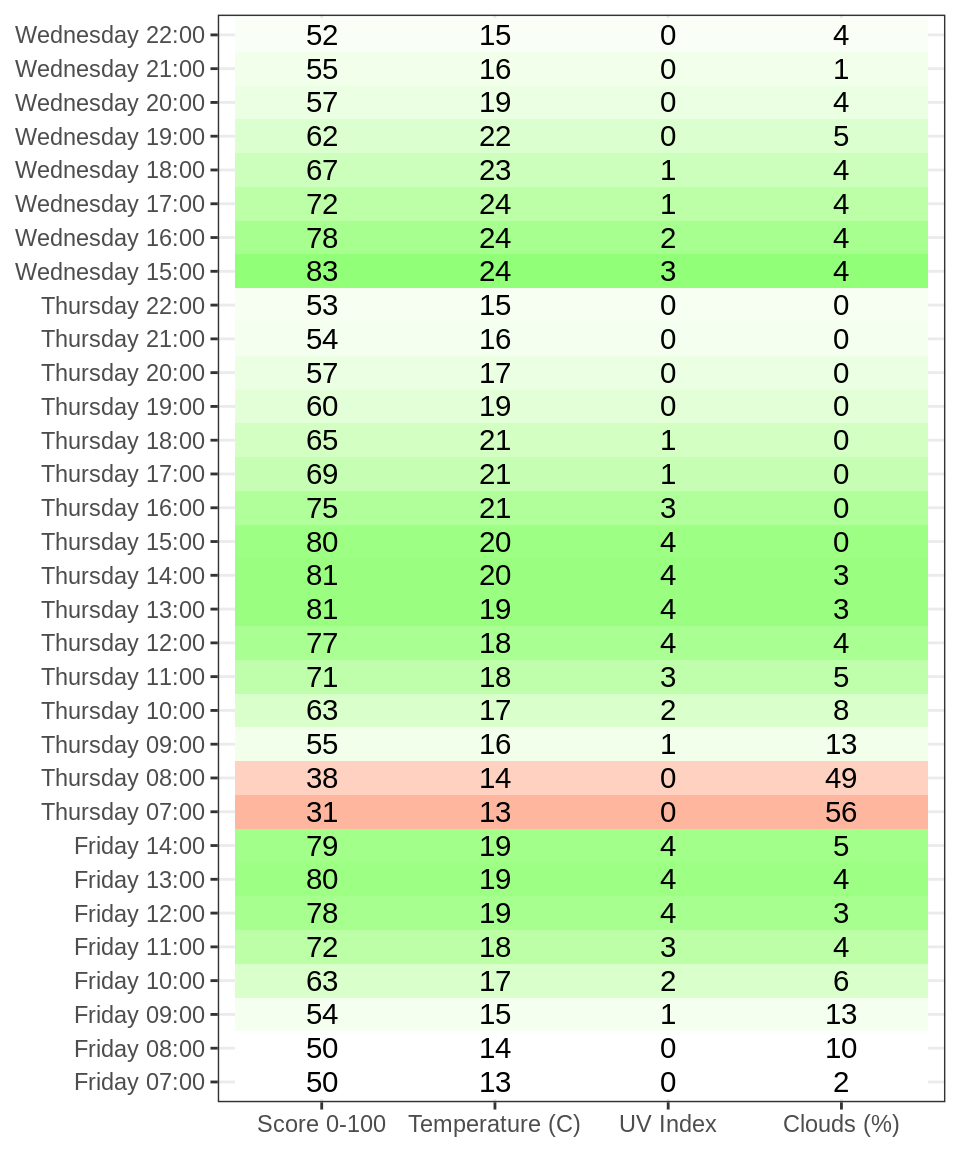 Wednesday 22:00 52 15 0 4
Wednesday 21:00 55 16 0 1
Wednesday 20:00 57 19 0 4
Wednesday 19:00 62 22 0 5
Wednesday 18:00 67 23 1 4
Wednesday 17:00 72 24 1 4
Wednesday 16:00 78 24 2 4
Wednesday 15:00 83 24 3 4
Thursday 22:00 53 15 0 0
Thursday 21:00 54 16 0 0
Thursday 20:00 57 17 0 0
Thursday 19:00 60 19 0 0
Thursday 18:00 65 21 1 0
Thursday 17:00 69 21 1 0
Thursday 16:00 75 21 3 0
Thursday 15:00 80 20 4 0
Thursday 14:00 81 20 4 3
Thursday 13:00 81 19 4 3
Thursday 12:00 77 18 4 4
Thursday 11:00 71 18 3 5
Thursday 10:00 63 17 2 8
Thursday 09:00 55 16 1 13
Thursday 08:00 38 14 0 49
Thursday 07:00 31 13 0 56
Friday 14:00 79 19 4 5
Friday 13:00 80 19 4 4
Friday 12:00 78 19 4 3
Friday 11:00 72 18 3 4
Friday 10:00 63 17 2 6
Friday 09:00 54 15 1 13
Friday 08:00 50 14 0 10
Friday 07:00 50 13 0 2
Score 0-100 Temperature (C) UV Index Clouds (%)